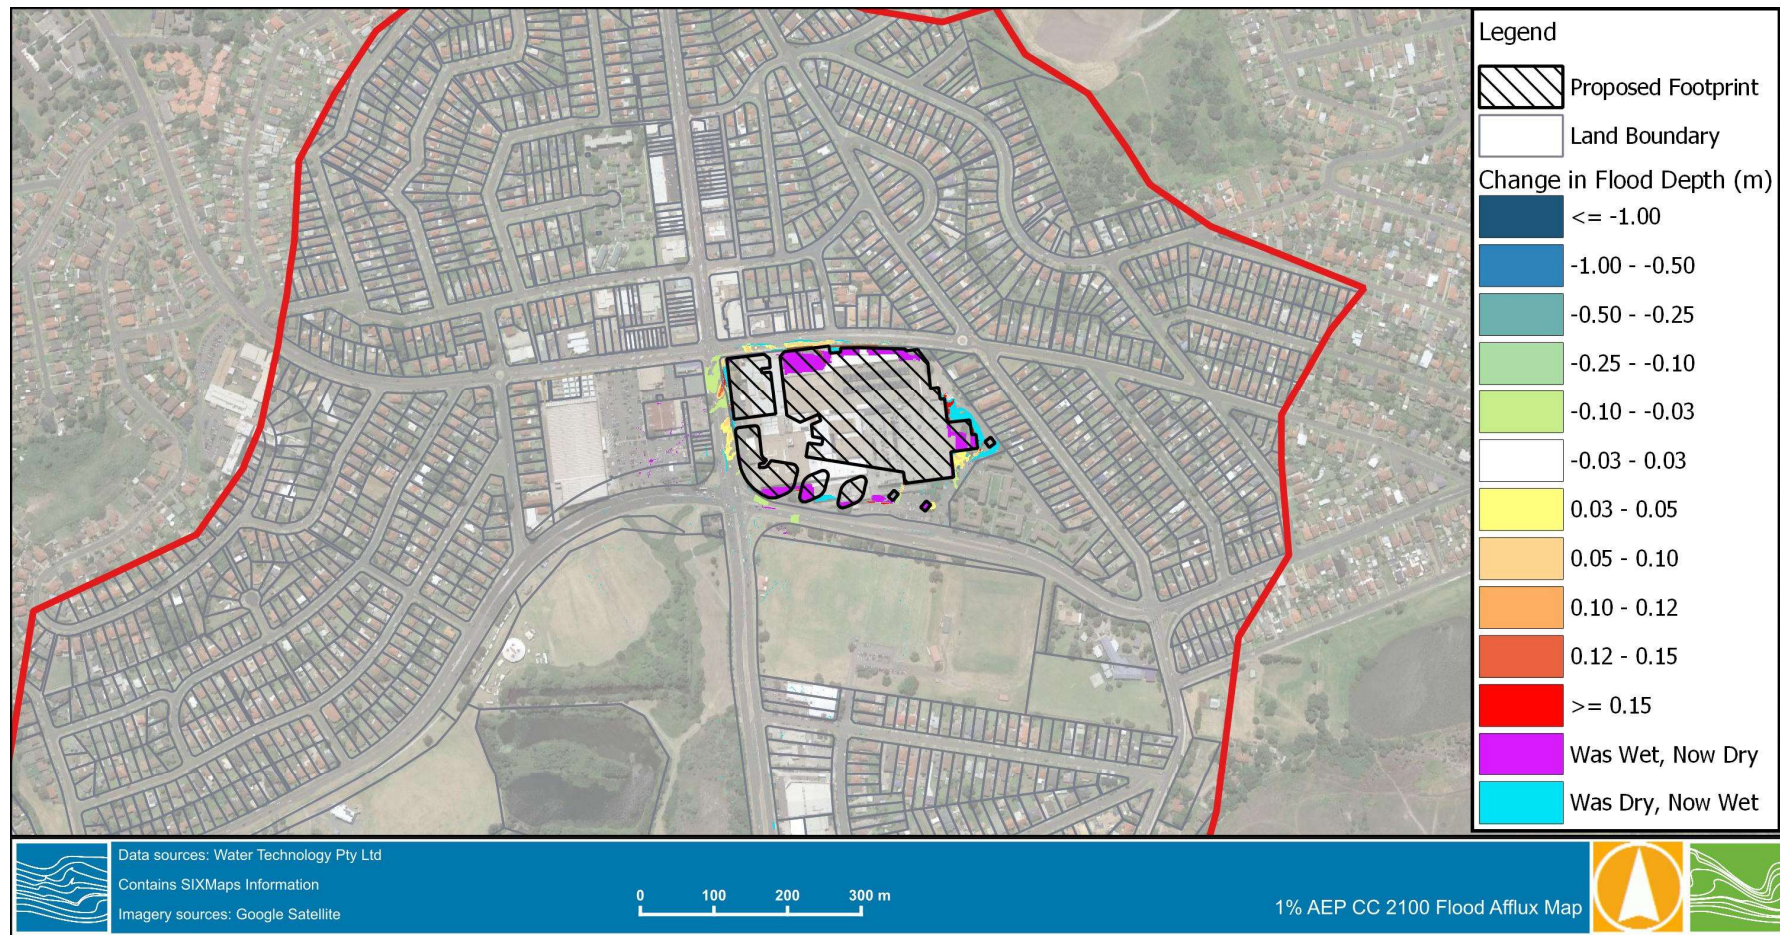 Legend
Proposed Footprint
Land Boundary
Change in Flood Depth (m)
<= -1.00
-1.00 - -0.50
-0.50 - -0.25
-0.25 - -0.10
-0.10 - -0.03
-0.03 - 0.03
0.03 - 0.05
0.05 - 0.10
0.10 - 0.12
0.12 - 0.15
>= 0.15
Was Wet, Now Dry
Was Dry, Now Wet
Data sources: Water Technology Pty Ltd
Contains SIXMaps Information
Imagery sources: Google Satellite
0 100 200 300 m
1% AEP CC 2100 Flood Afflux Map